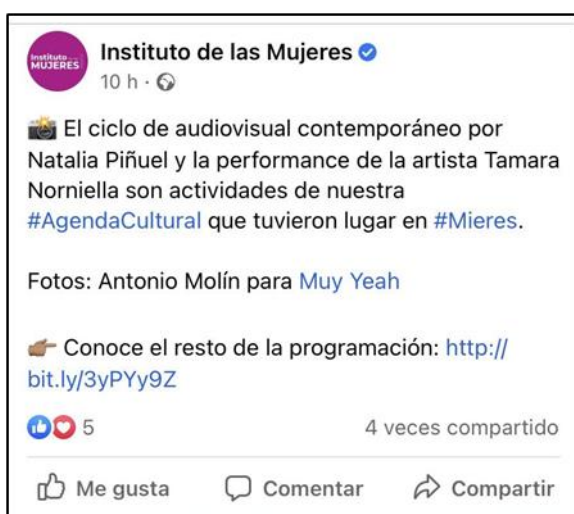 Instituto
MUJERES
Instituto de las Mujeres
10 h ·
El ciclo de audiovisual contemporáneo por
Natalia Piñuel y la performance de la artista Tamara
Norniella son actividades de nuestra
#AgendaCultural que tuvieron lugar en #Mieres.
Fotos: Antonio Molín para Muy Yeah
Conoce el resto de la programación: http://
bit.ly/3yPYy9Z
5 4 veces compartido
Me gusta Comentar Compartir